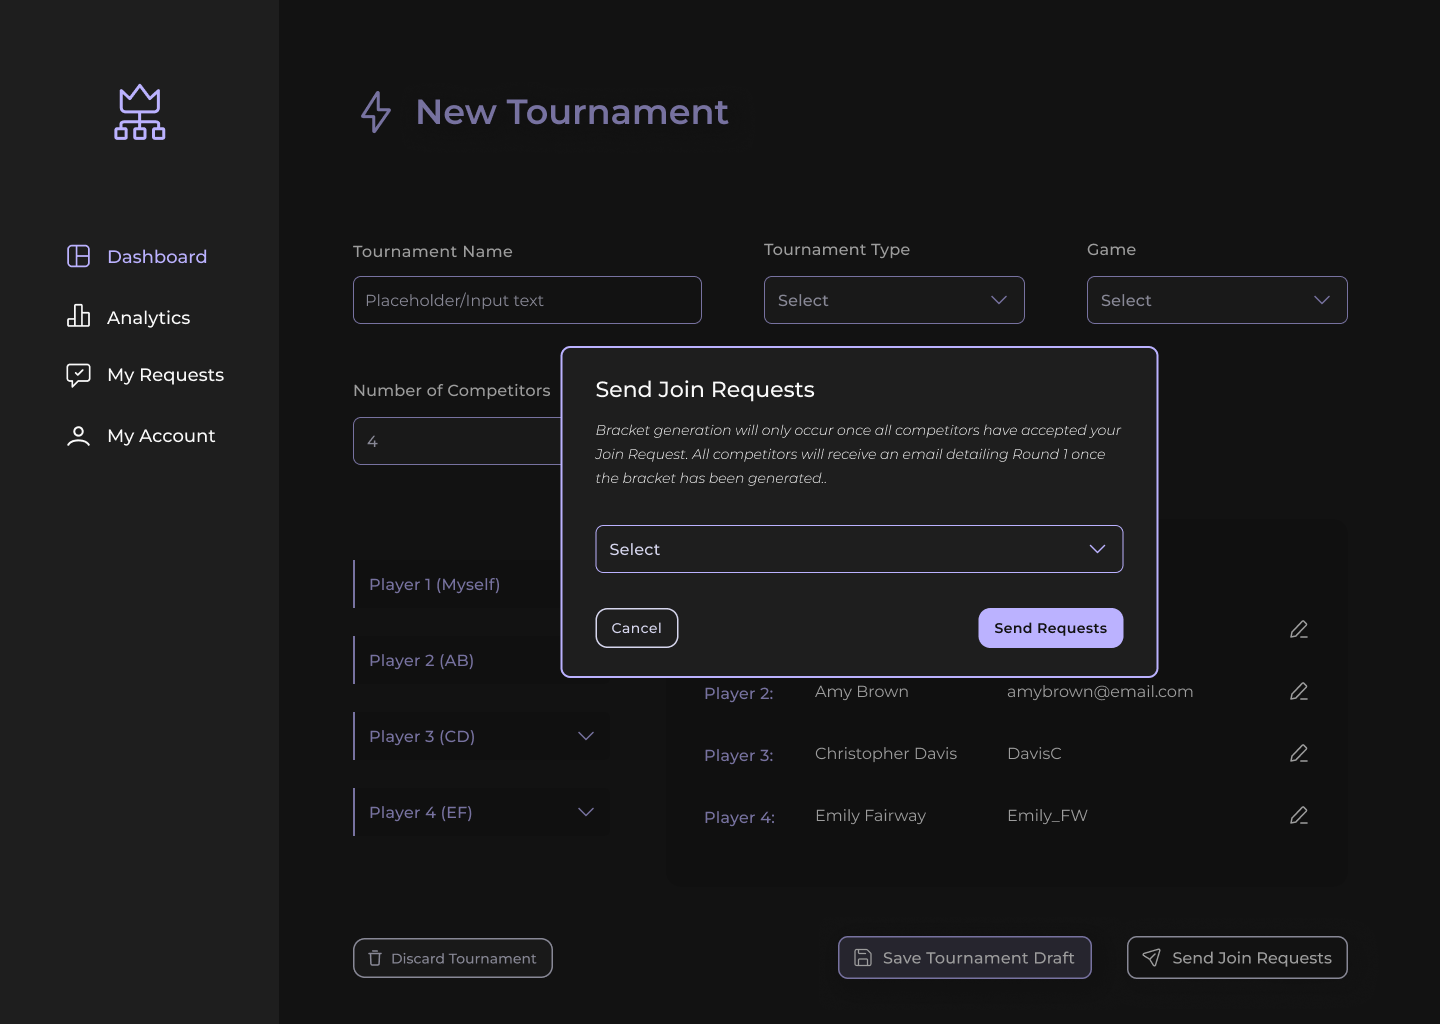 New Tournament
Dashboard
Analytics
My Requests
My Account
Tournament Name
Tournament Type
Game
Placeholder/Input text
Select
Select
Number of Competitors
4
Send Join Requests
Bracket generation will only occur once all competitors have accepted your
Join Request. All competitors will receive an email detailing Round 1 once
the bracket has been generated..
Select
Cancel
Send Requests
Player 1 (Myself)
Player 2 (AB)
Player 3 (CD)
Player 4 (EF)
Player 2: Amy Brown amybrown@email.com
Player 3: Christopher Davis DavisC
Player 4: Emily Fairway Emily_FW
Discard Tournament
Save Tournament Draft
Send Join Requests